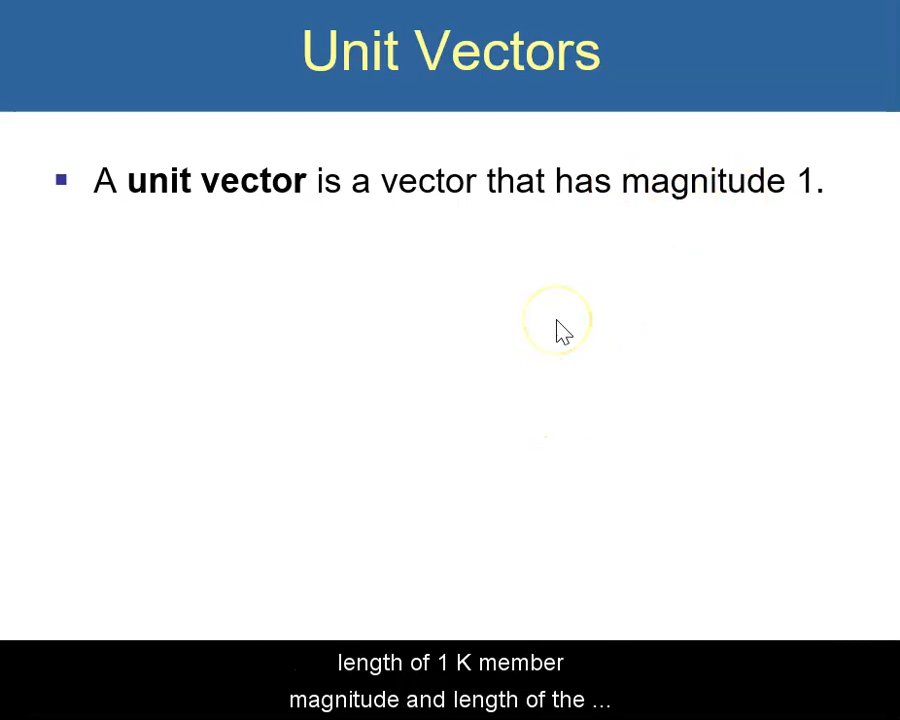 Unit Vectors
▪ A unit vector is a vector that has magnitude 1.
length of 1 K member
magnitude and length of the ...